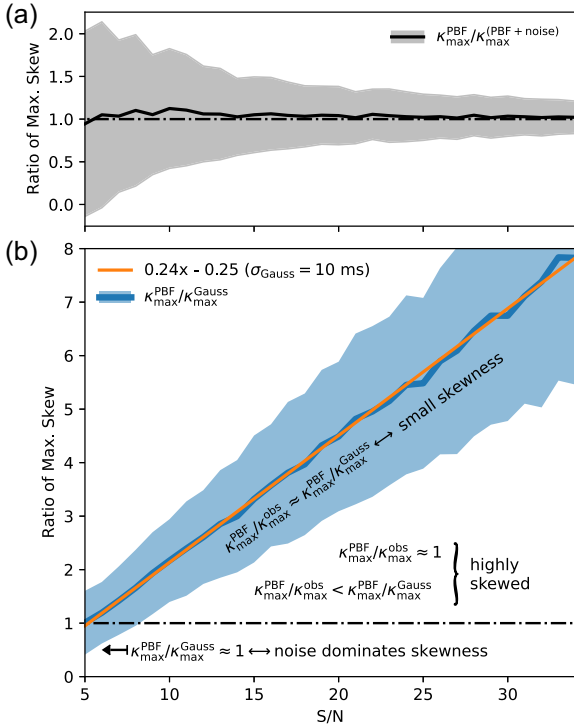 (a)
2.0
1.5
1.0
0.5
0.0
Ratio of Max. Skew
κ_max^PBF/κ_max^(PBF + noise)
(b)
8
7
6
5
4
3
2
1
0
Ratio of Max. Skew
0.24x - 0.25 (σ_Gauss = 10 ms)
κ_max^PBF/κ_max^Gauss
κ_max^PBF/κ_max^obs ≈ κ_max^PBF/κ_max^Gauss ⟷ small skewness
κ_max^PBF/κ_max^obs ≈ 1
κ_max^PBF/κ_max^obs < κ_max^PBF/κ_max^Gauss
highly
skewed
κ_max^PBF/κ_max^Gauss ≈ 1 ⟷ noise dominates skewness
5 10 15 20 25 30
S/N